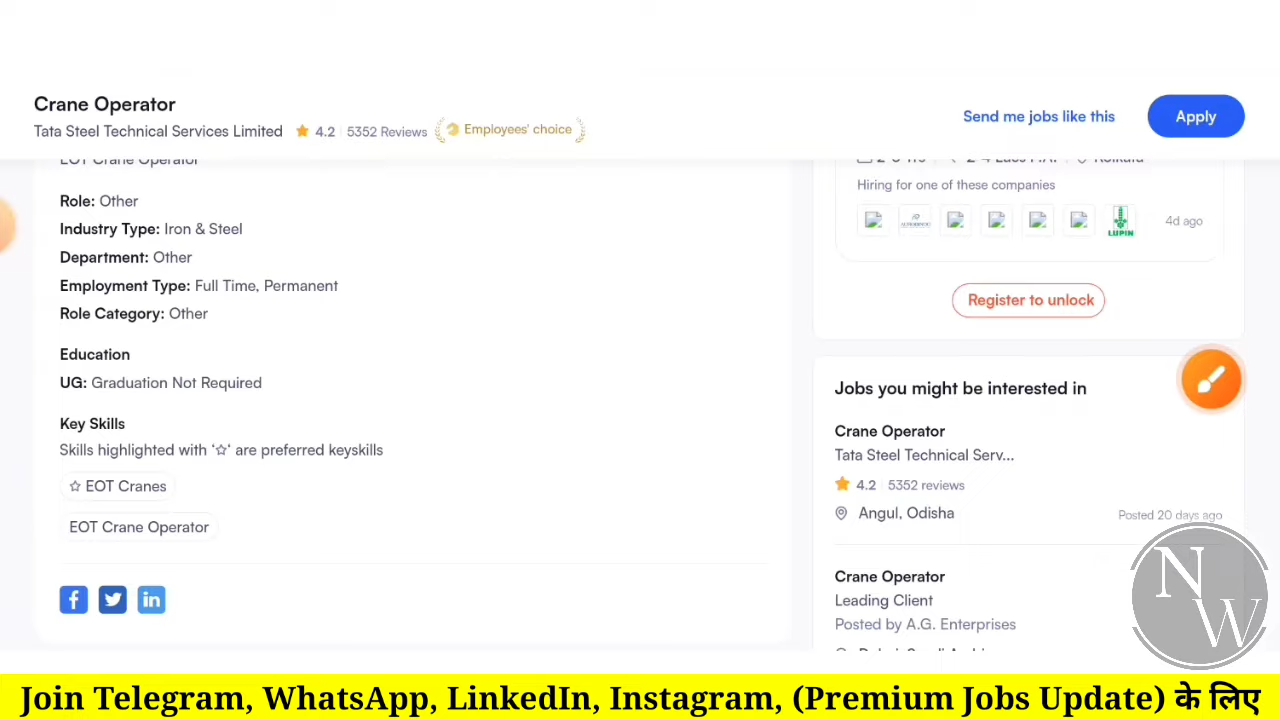 Crane Operator
Tata Steel Technical Services Limited 4.2 5352 Reviews Employees' choice
Send me jobs like this
Apply
EOT Crane Operator
Role: Other
Industry Type: Iron & Steel
Department: Other
Employment Type: Full Time, Permanent
Role Category: Other
Education
UG: Graduation Not Required
Key Skills
Skills highlighted with ‘☆‘ are preferred keyskills
☆ EOT Cranes
EOT Crane Operator
Kolkata
Hiring for one of these companies
LUPIN
4d ago
Register to unlock
Jobs you might be interested in
Crane Operator
Tata Steel Technical Serv...
4.2 5352 reviews
Angul, Odisha
Posted 20 days ago
Crane Operator
Leading Client
Posted by A.G. Enterprises
NW
Join Telegram, WhatsApp, LinkedIn, Instagram, (Premium Jobs Update) के लिए